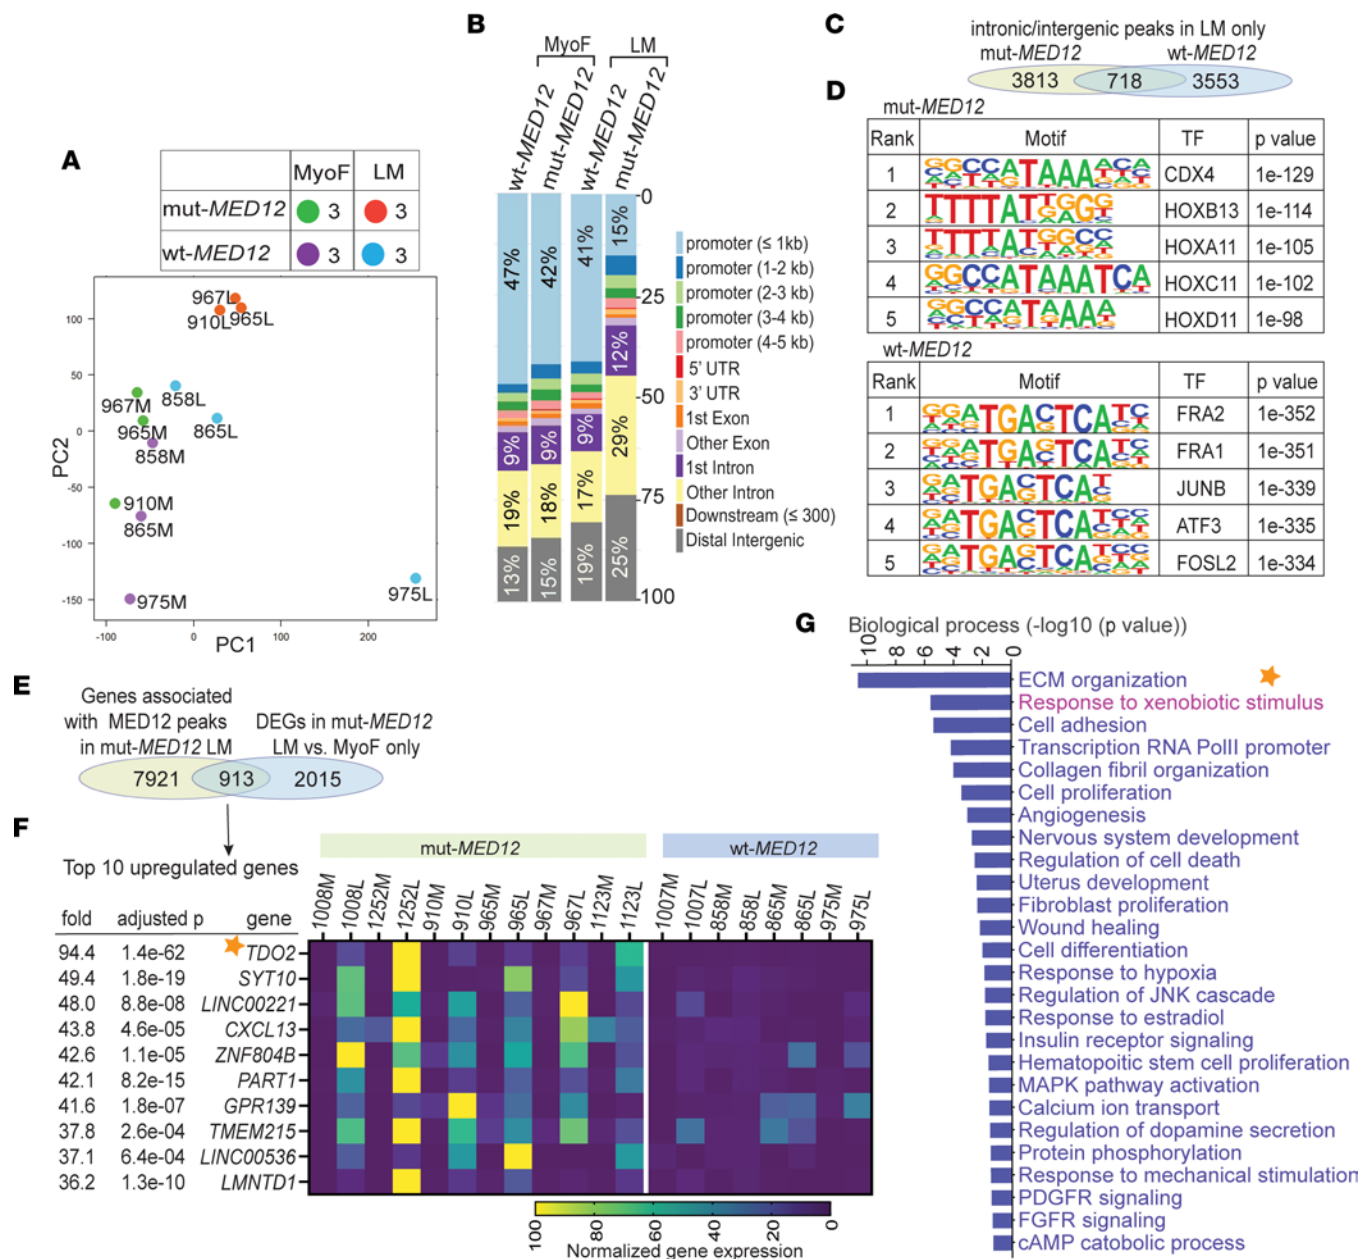 A
MyoF LM
mut-MED12 3 3
wt-MED12 3 3
PC2
100
50
0
-50
-100
-150
967L
910L 965L
967M
858L
965M
865L
858M
910M
865M
975M
975L
-100 0 100 200
PC1
B
MyoF LM
wt-MED12 mut-MED12 wt-MED12 mut-MED12
47% 42% 41% 15%
9% 9% 9% 12%
19% 18% 17% 29%
13% 15% 19% 25%
0
25
50
75
100
promoter (≤ 1kb)
promoter (1-2 kb)
promoter (2-3 kb)
promoter (3-4 kb)
promoter (4-5 kb)
5' UTR
3' UTR
1st Exon
Other Exon
1st Intron
Other Intron
Downstream (≤ 300)
Distal Intergenic
C
intronic/intergenic peaks in LM only
mut-MED12 wt-MED12
3813 718 3553
D
mut-MED12
Rank Motif TF p value
1 GGCCATAAAACA CDX4 1e-129
2 TTTTATTGGG HOXB13 1e-114
3 TTTTATGGCC HOXA11 1e-105
4 GGCCATAAATCA HOXC11 1e-102
5 GGCCATAAAA HOXD11 1e-98
wt-MED12
Rank Motif TF p value
1 GGATGACTCATC FRA2 1e-352
2 GGATGACTCATC FRA1 1e-351
3 GATGACTCAT JUNB 1e-339
4 GATGACTCATCC ATF3 1e-335
5 GATGACTCATCC FOSL2 1e-334
E
Genes associated
with MED12 peaks
in mut-MED12 LM
DEGs in mut-MED12
LM vs. MyoF only
7921 913 2015
F
Top 10 upregulated genes
mut-MED12 wt-MED12
1008M 1008L 1252M 1252L 910M 910L 965M 965L 967M 967L 1123M 1123L 1007M 1007L 858M 858L 865M 865L 975M 975L
fold adjusted p gene
94.4 1.4e-62 TDO2
49.4 1.8e-19 SYT10
48.0 8.8e-08 LINC00221
43.8 4.6e-05 CXCL13
42.6 1.1e-05 ZNF804B
42.1 8.2e-15 PART1
41.6 1.8e-07 GPR139
37.8 2.6e-04 TMEM215
37.1 6.4e-04 LINC00536
36.2 1.3e-10 LMNTD1
100 80 60 40 20 0
Normalized gene expression
G
Biological process (-log10 (p value))
10 8 6 4 2 0
ECM organization
Response to xenobiotic stimulus
Cell adhesion
Transcription RNA PolII promoter
Collagen fibril organization
Cell proliferation
Angiogenesis
Nervous system development
Regulation of cell death
Uterus development
Fibroblast proliferation
Wound healing
Cell differentiation
Response to hypoxia
Regulation of JNK cascade
Response to estradiol
Insulin receptor signaling
Hematopoitic stem cell proliferation
MAPK pathway activation
Calcium ion transport
Regulation of dopamine secretion
Protein phosphorylation
Response to mechanical stimulation
PDGFR signaling
FGFR signaling
cAMP catobolic process